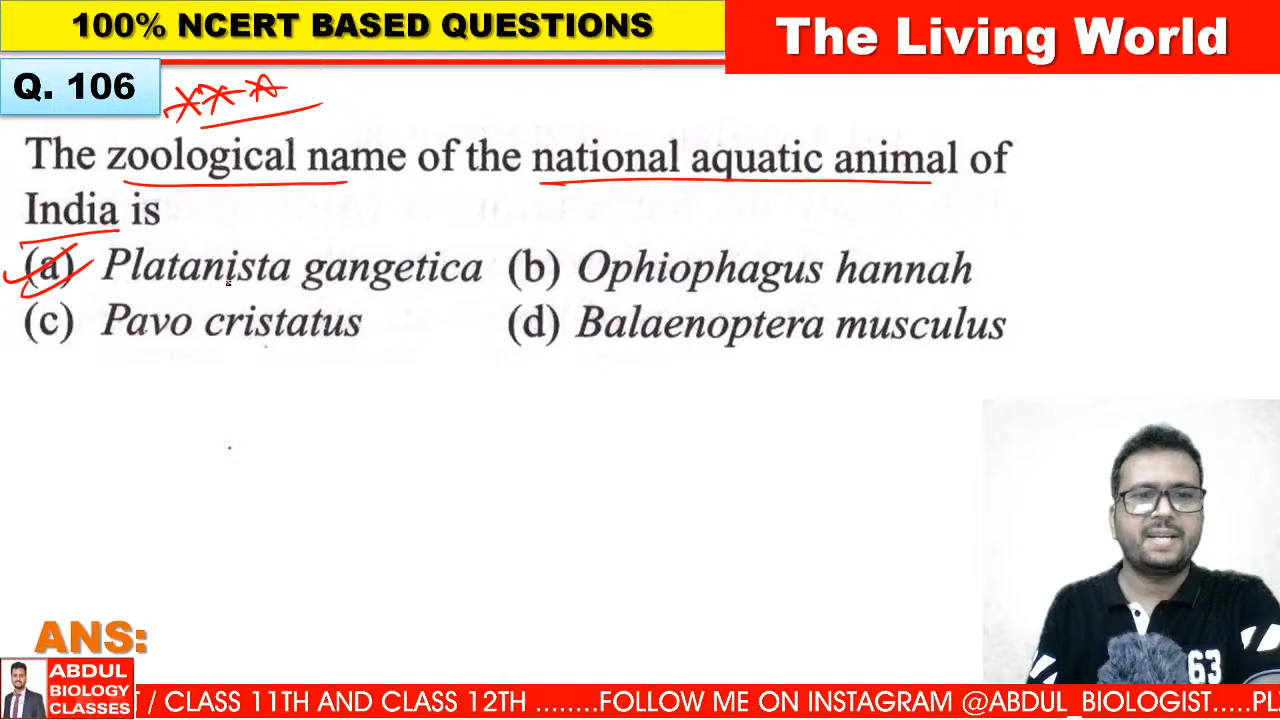 100% NCERT BASED QUESTIONS
The Living World
Q. 106
The zoological name of the national aquatic animal of
India is
(a) Platanista gangetica (b) Ophiophagus hannah
(c) Pavo cristatus (d) Balaenoptera musculus
63
ANS:
ABDUL
BIOLOGY
CLASSES
/ CLASS 11TH AND CLASS 12TH ........FOLLOW ME ON INSTAGRAM @ABDUL_BIOLOGIST.....